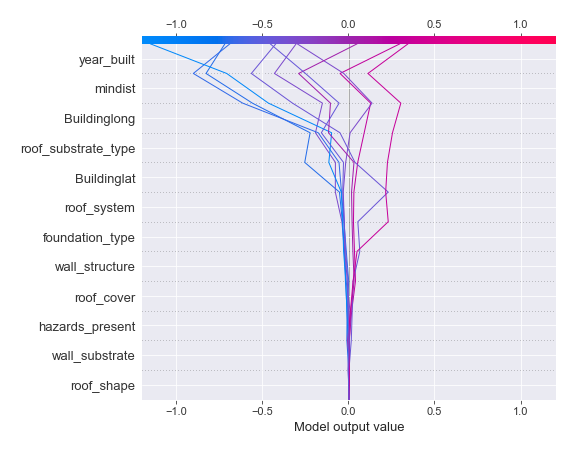 −1.0 −0.5 0.0 0.5 1.0
year_built
mindist
Buildinglong
roof_substrate_type
Buildinglat
roof_system
foundation_type
wall_structure
roof_cover
hazards_present
wall_substrate
roof_shape
−1.0 −0.5 0.0 0.5 1.0
Model output value